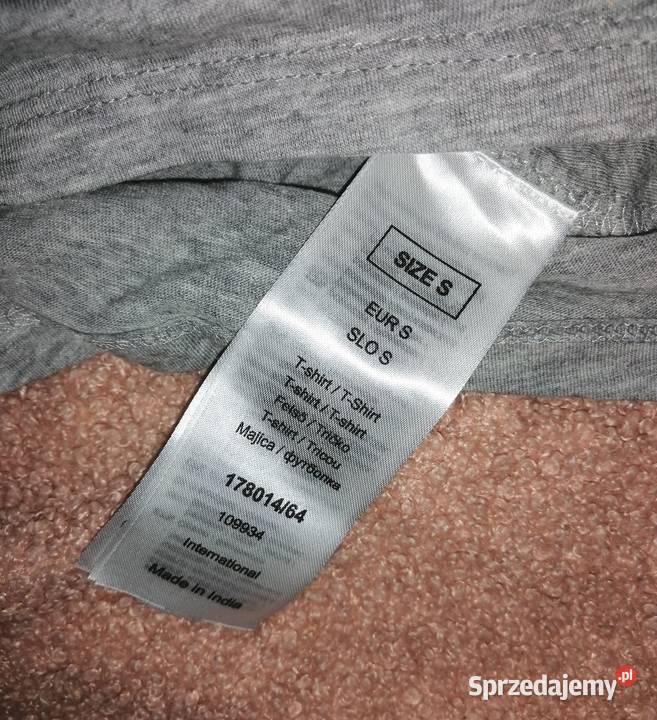 SIZE S
EUR S
SLO S
T-shirt / T-Shirt
T-shirt / T-shirt
Felső / Tričko
T-shirt / Tricou
Majica / футболка
178014/64
109934
International
Made in India
Sprzedajemy.pl